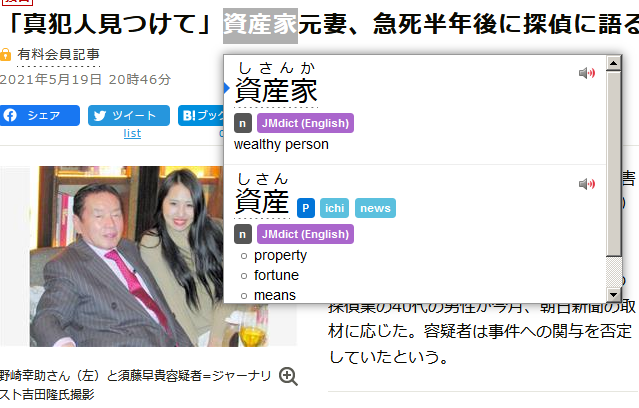 「真犯人見つけて」資産家元妻、急死半年後に探偵に語る
有料会員記事
2021年5月19日 20時46分
シェア
ツイート
list
B!ブック
しさんか
資産家
n JMdict (English)
wealthy person
しさん
資産 P ichi news
n JMdict (English)
property
fortune
means
害
探偵業の40代の男性が今月、朝日新聞の取
材に応じた。容疑者は事件への関与を否定
していたという。
野崎幸助さん（左）と須藤早貴容疑者=ジャーナリ
スト吉田隆氏撮影